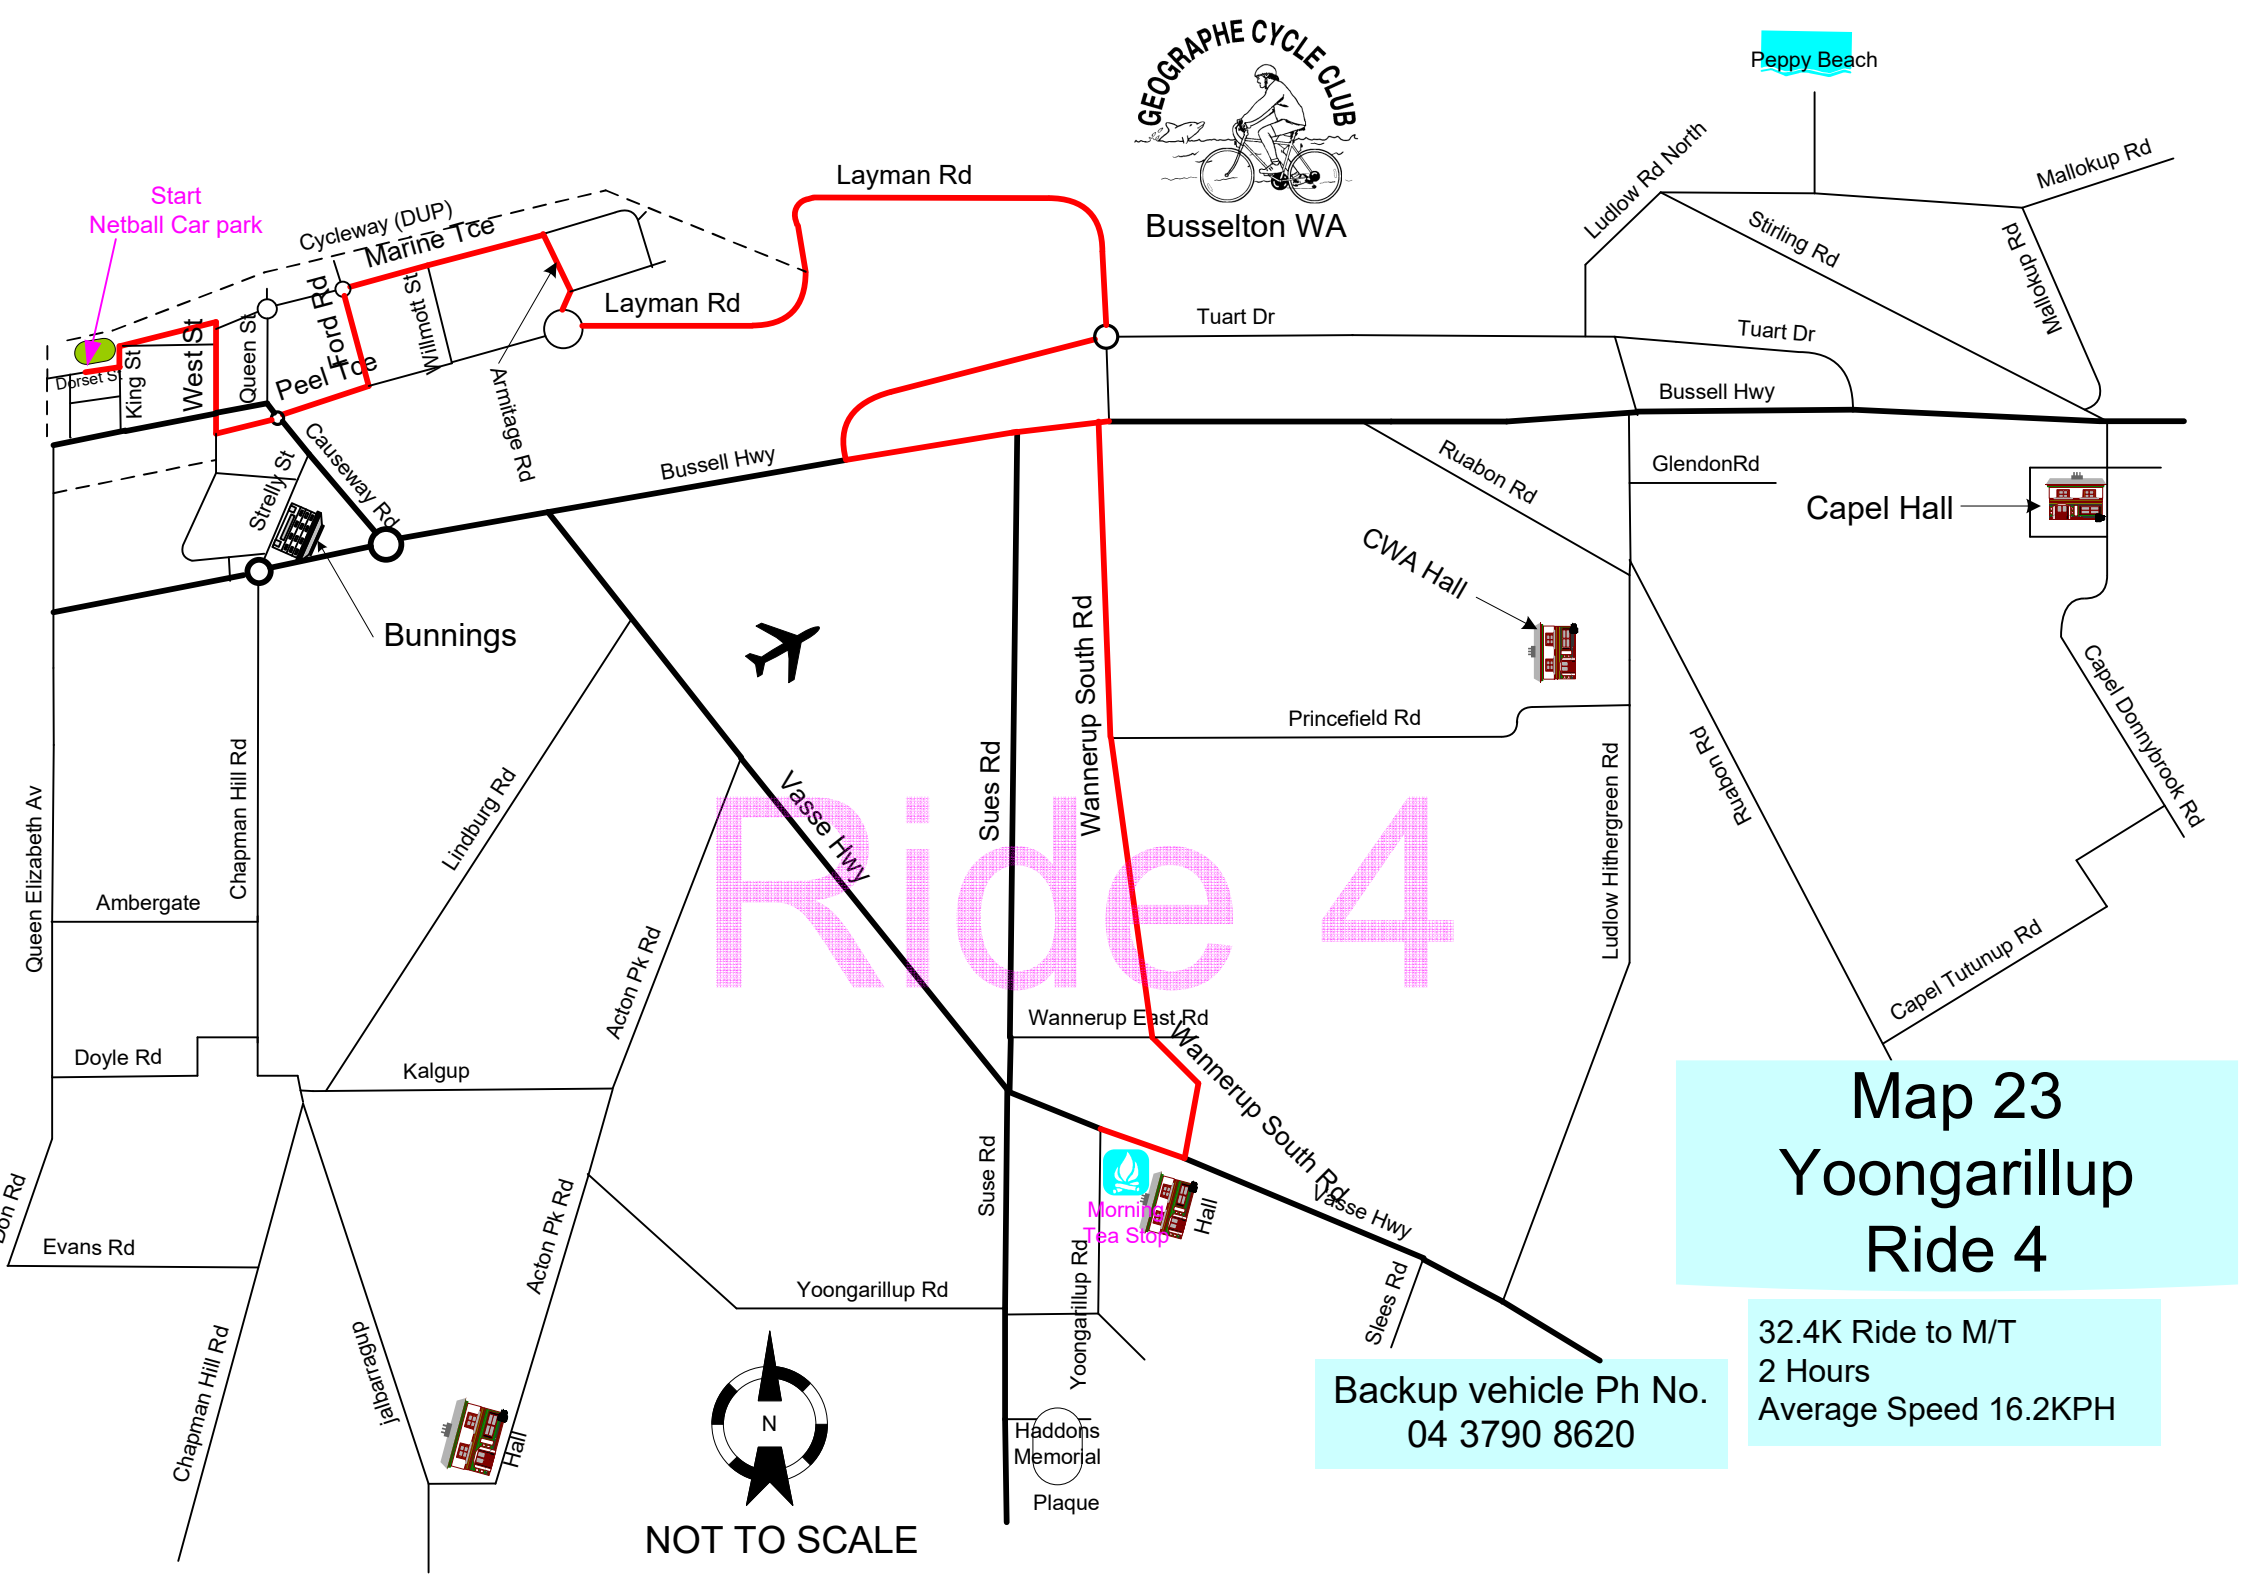 GEOGRAPHE CYCLE CLUB
Busselton WA
Peppy Beach
Ludlow Rd North
Mallokup Rd
Stirling Rd
Mallokup Rd
Start
Netball Car park
Cycleway (DUP)
Marine Tce
Layman Rd
Layman Rd
Ford Rd
Willmott St
Queen St
West St
King St
Dorset St
Peel Tce
Armitage Rd
Tuart Dr
Tuart Dr
Bussell Hwy
Bussell Hwy
Causeway Rd
Strelly St
Bunnings
Ruabon Rd
GlendonRd
Capel Hall
CWA Hall
Princefield Rd
Wannerup South Rd
Sues Rd
Vasse Hwy
Lindburg Rd
Chapman Hill Rd
Queen Elizabeth Av
Ludlow Hithergreen Rd
Ruabon Rd
Capel Donnybrook Rd
Capel Tutunup Rd
Ride 4
Ambergate
Acton Pk Rd
Doyle Rd
Kalgup
Wannerup East Rd
Wannerup South Rd
Vasse Hwy
Suse Rd
Morning
Tea Stop
Hall
Acton Pk Rd
on Rd
Evans Rd
Yoongarillup Rd
Yoongarillup Rd
Slees Rd
Chapman Hill Rd
jalbarragup
Hall
N
NOT TO SCALE
Haddons
Memorial
Plaque
Map 23
Yoongarillup
Ride 4
32.4K Ride to M/T
2 Hours
Average Speed 16.2KPH
Backup vehicle Ph No.
04 3790 8620